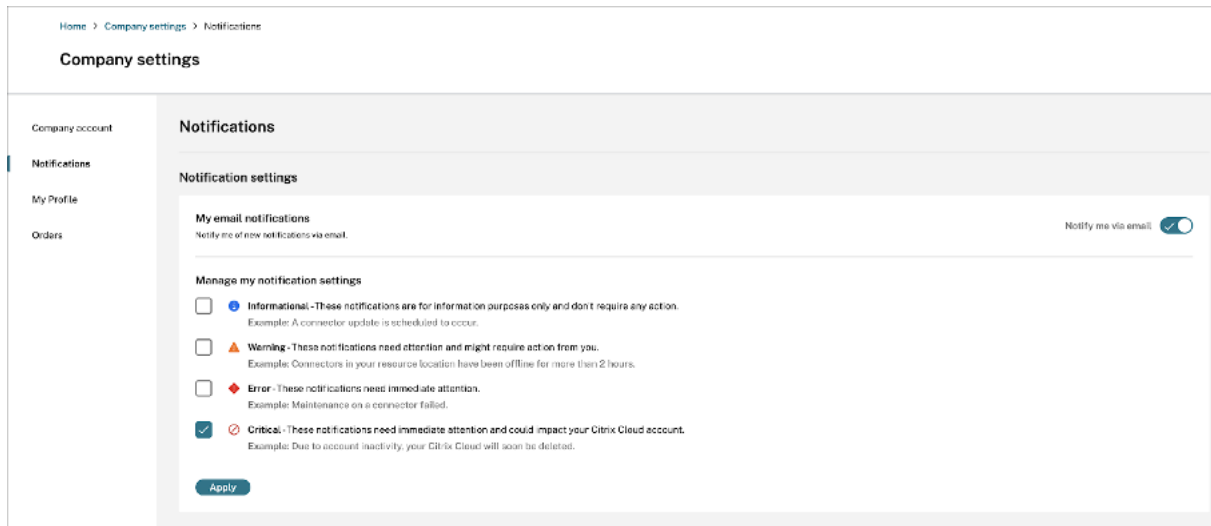 Home > Company settings > Notifications
Company settings
Company account
Notifications
My Profile
Orders
Notifications
Notification settings
My email notifications
Notify me of new notifications via email.
Notify me via email
Manage my notification settings
Informational - These notifications are for information purposes only and don't require any action.
Example: A connector update is scheduled to occur.
Warning - These notifications need attention and might require action from you.
Example: Connectors in your resource location have been offline for more than 2 hours.
Error - These notifications need immediate attention.
Example: Maintenance on a connector failed.
Critical - These notifications need immediate attention and could impact your Citrix Cloud account.
Example: Due to account inactivity, your Citrix Cloud will soon be deleted.
Apply